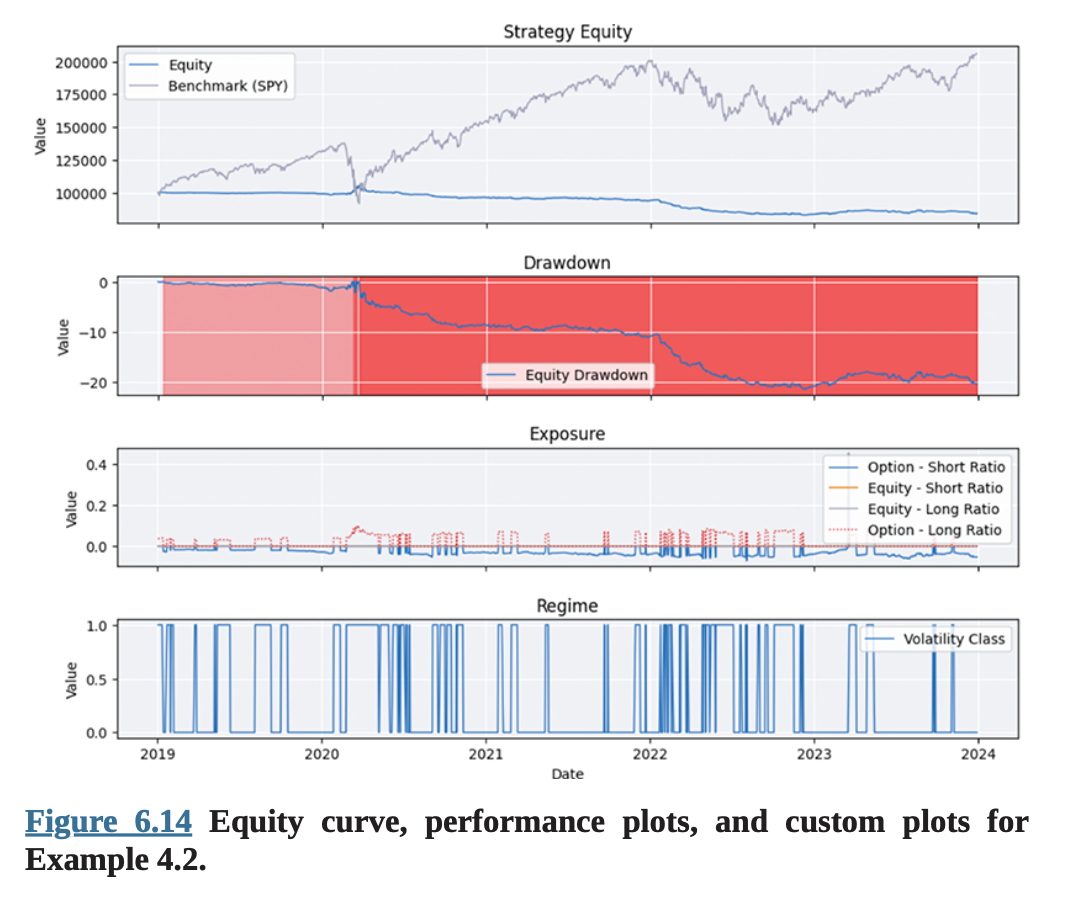 Strategy Equity
200000
175000
150000
125000
100000
Value
Equity
Benchmark (SPY)
Drawdown
0
−10
−20
Value
Equity Drawdown
Exposure
0.4
0.2
0.0
Value
Option - Short Ratio
Equity - Short Ratio
Equity - Long Ratio
Option - Long Ratio
Regime
1.0
0.5
0.0
Value
Volatility Class
2019 2020 2021 2022 2023 2024
Date
Figure 6.14 Equity curve, performance plots, and custom plots for
Example 4.2.